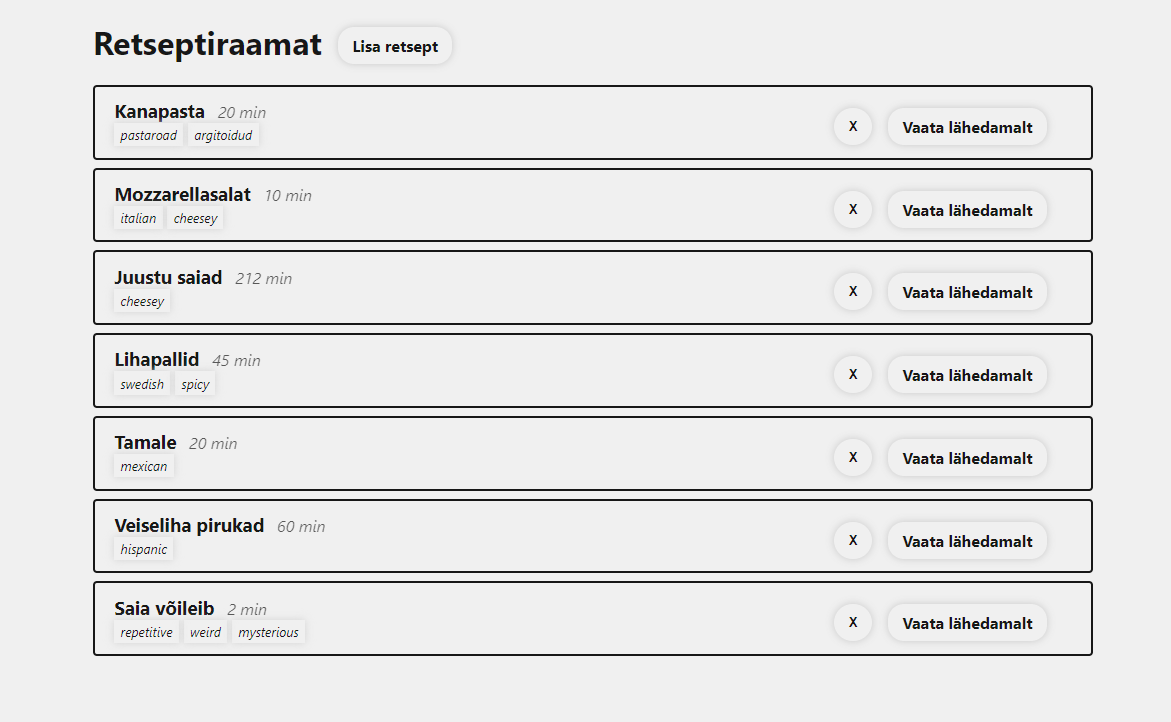 Retseptiraamat Lisa retsept
Kanapasta 20 min
pastaroad argitoidud
X Vaata lähedamalt
Mozzarellasalat 10 min
italian cheesey
X Vaata lähedamalt
Juustu saiad 212 min
cheesey
X Vaata lähedamalt
Lihapallid 45 min
swedish spicy
X Vaata lähedamalt
Tamale 20 min
mexican
X Vaata lähedamalt
Veiseliha pirukad 60 min
hispanic
X Vaata lähedamalt
Saia võileib 2 min
repetitive weird mysterious
X Vaata lähedamalt